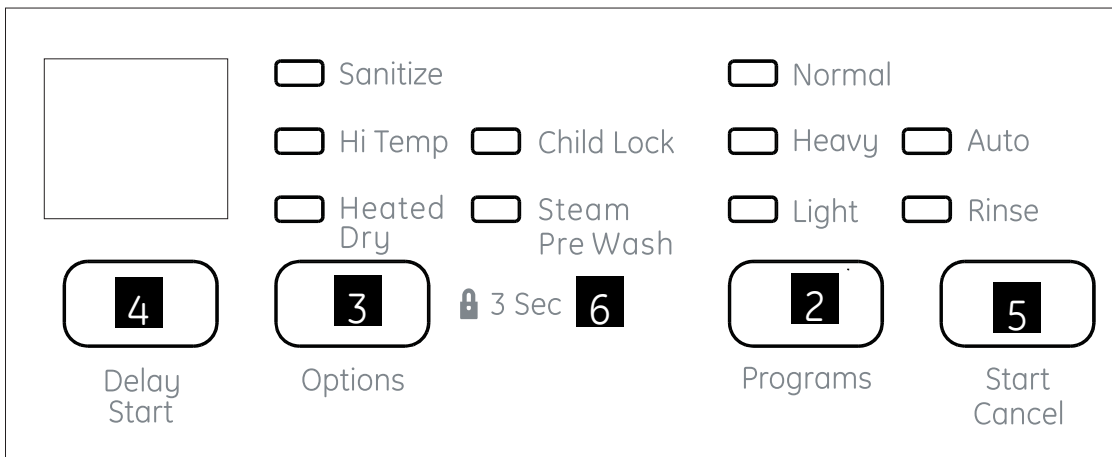 Sanitize
Normal
Hi Temp
Child Lock
Heavy
Auto
Heated
Dry
Steam
Pre Wash
Light
Rinse
4
3
3 Sec
6
2
5
Delay
Start
Options
Programs
Start
Cancel